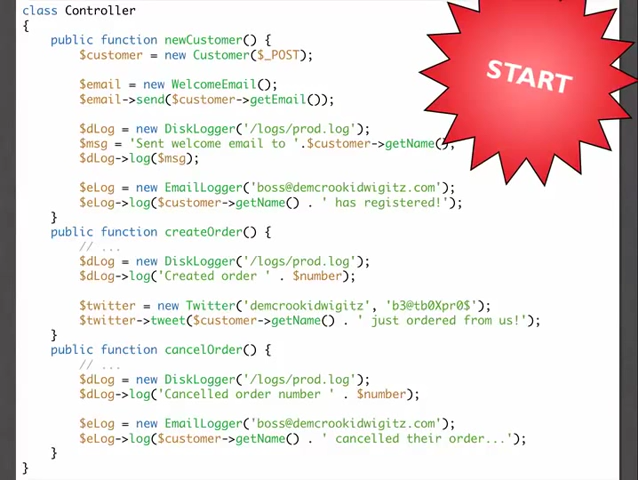 class Controller
{
public function newCustomer() {
$customer = new Customer($_POST);
$email = new WelcomeEmail();
$email->send($customer->getEmail());
$dLog = new DiskLogger('/logs/prod.log');
$msg = 'Sent welcome email to '.$customer->getName();
$dLog->log($msg);
$eLog = new EmailLogger('boss@demcrookidwigitz.com');
$eLog->log($customer->getName() . ' has registered!');
}
public function createOrder() {
// ...
$dLog = new DiskLogger('/logs/prod.log');
$dLog->log('Created order ' . $number);
$twitter = new Twitter('demcrookidwigitz', 'b3@tb0Xpr0$');
$twitter->tweet($customer->getName() . ' just ordered from us!');
}
public function cancelOrder() {
// ...
$dLog = new DiskLogger('/logs/prod.log');
$dLog->log('Cancelled order number ' . $number);
$eLog = new EmailLogger('boss@demcrookidwigitz.com');
$eLog->log($customer->getName() . ' cancelled their order...');
}
}
START